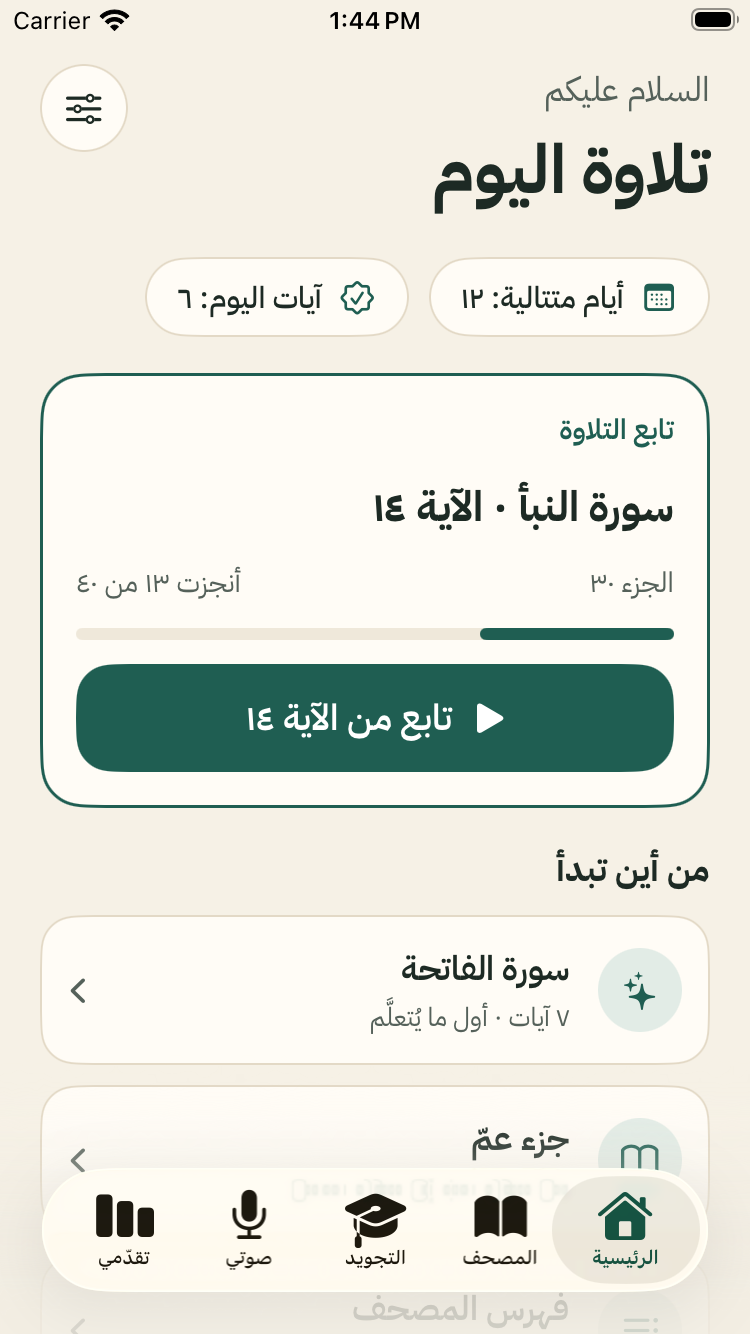 Carrier 1:44 PM
السلام عليكم
تلاوة اليوم
أيام متتالية: ١٢
آيات اليوم: ٦
تابع التلاوة
سورة النبأ · الآية ١٤
الجزء ٣٠
أنجزت ١٣ من ٤٠
تابع من الآية ١٤
من أين تبدأ
سورة الفاتحة
٧ آيات · أول ما يُتعلَّم
جزء عمّ
الرئيسية
المصحف
التجويد
صوتي
تقدّمي
فهرس المصحف